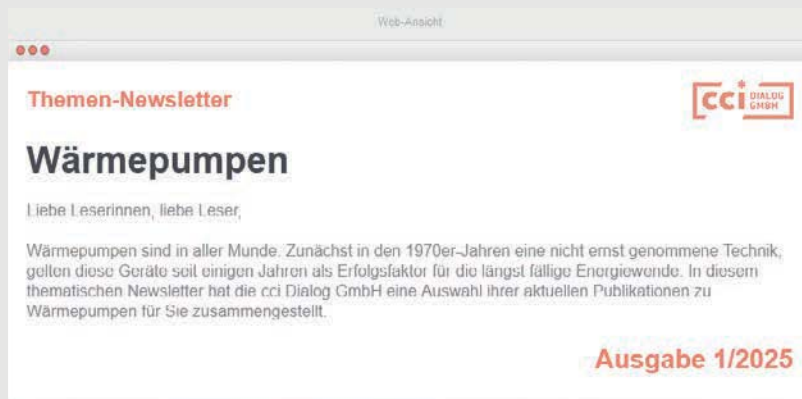 Web-Ansicht
Themen-Newsletter
cci DIALOG
GMBH
Wärmepumpen
Liebe Leserinnen, liebe Leser,
Wärmepumpen sind in aller Munde. Zunächst in den 1970er-Jahren eine nicht ernst genommene Technik,
gelten diese Geräte seit einigen Jahren als Erfolgsfaktor für die längst fällige Energiewende. In diesem
thematischen Newsletter hat die cci Dialog GmbH eine Auswahl ihrer aktuellen Publikationen zu
Wärmepumpen für Sie zusammengestellt.
Ausgabe 1/2025